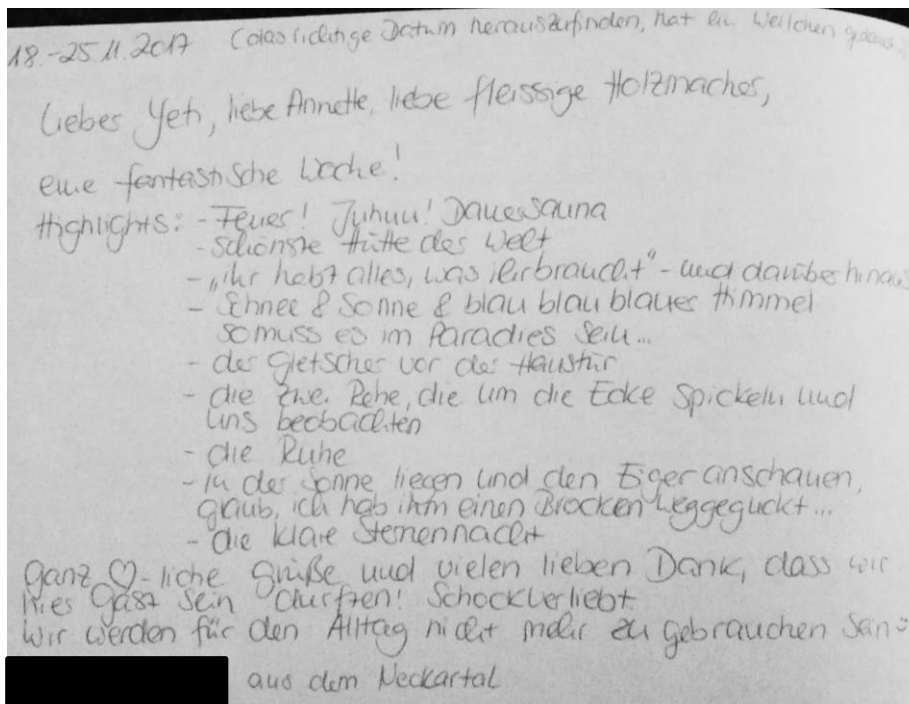 18.-25.11.2017 (das richtige Datum herauszufinden, hat ein Weilchen
Lieber Yeti, liebe Annette, liebe fleissige Holzmacher,
eine fantastische Woche!
Highlights: - Feuer! Juhuu! Dauersauna
- schönste Hütte der Welt
- „ihr habt alles, was ihr braucht" - und darüber hinaus
- Schnee & Sonne & blau blau blauer Himmel
so muss es im Paradies sein...
- der Gletscher vor der Haustür
- die zwei Rehe, die um die Ecke spickeln und
uns beobachten
- die Ruhe
- in der Sonne liegen und den Eiger anschauen,
glaub, ich hab ihm einen Brocken weggeguckt...
- die klare Sternennacht
Ganz ♡-liche Grüße und vielen lieben Dank, dass wir
hier Gast sein durften! Schockverliebt.
Wir werden für den Alltag nicht mehr zu gebrauchen sein
aus dem Neckartal